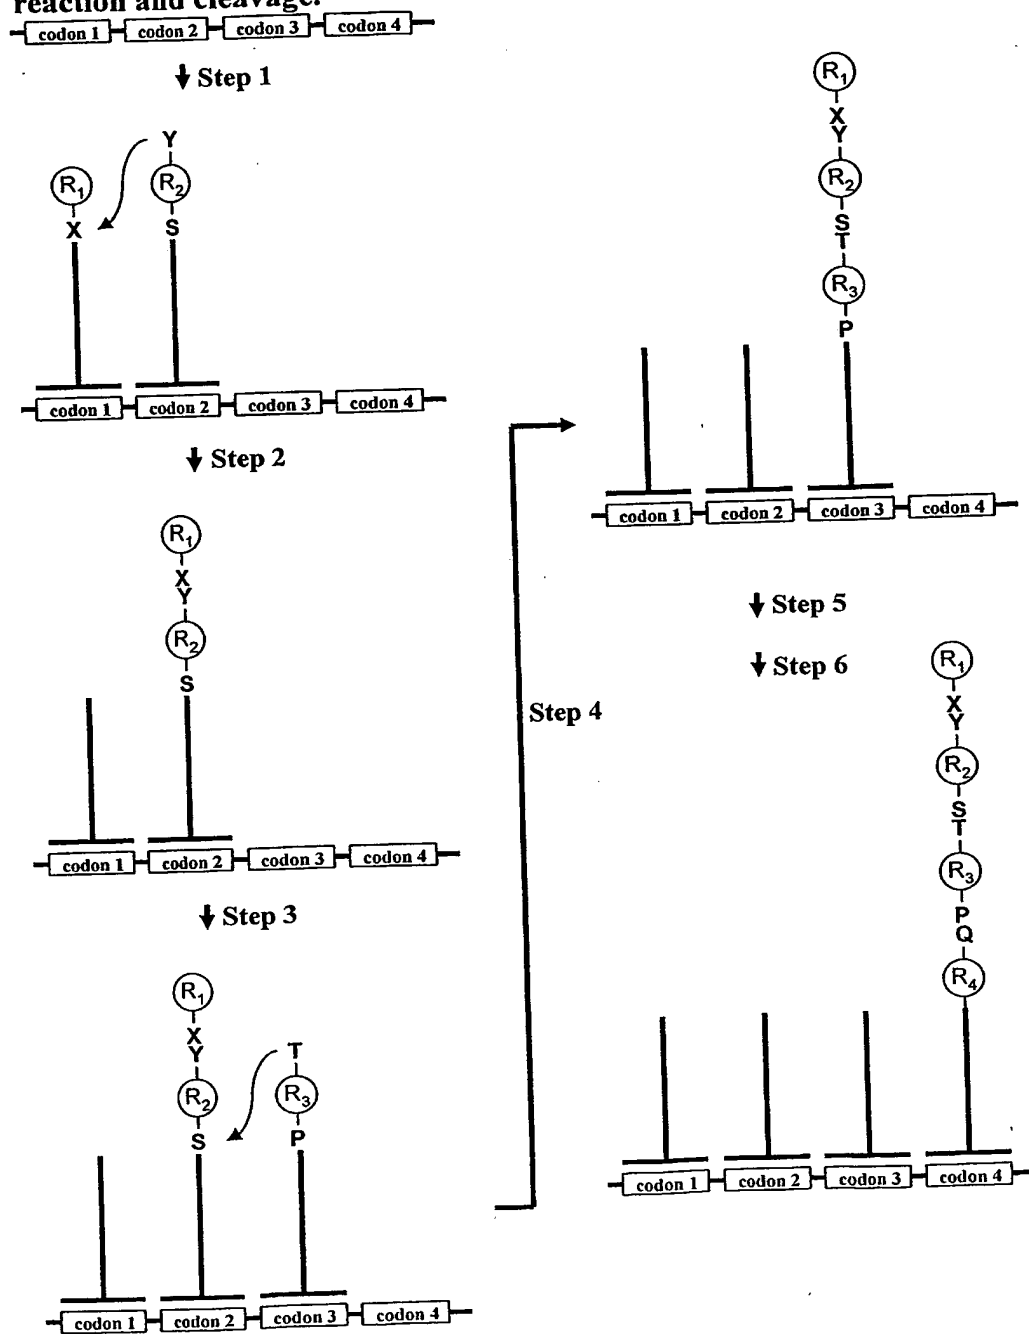 reaction and cleavage.
codon 1 codon 2 codon 3 codon 4
Step 1
Y
R1 R2
X S
codon 1 codon 2 codon 3 codon 4
Step 2
R1
X
Y
R2
S
codon 1 codon 2 codon 3 codon 4
Step 3
R1
X
Y T
R2 R3
S P
codon 1 codon 2 codon 3 codon 4
Step 4
R1
X
Y
R2
S
T
R3
P
codon 1 codon 2 codon 3 codon 4
Step 5
Step 6
R1
X
Y
R2
S
T
R3
P
Q
R4
codon 1 codon 2 codon 3 codon 4